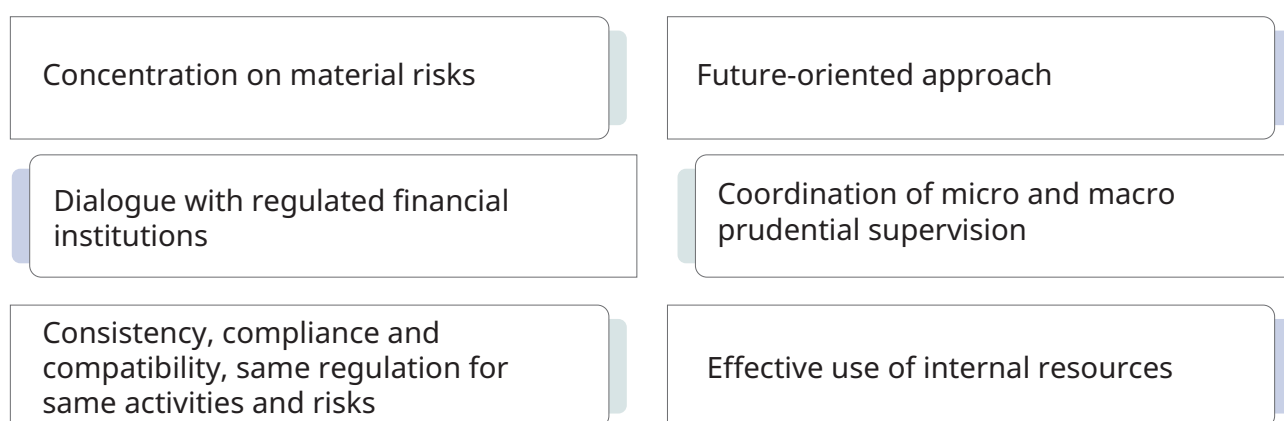 Concentration on material risks
Future-oriented approach
Dialogue with regulated financial
institutions
Coordination of micro and macro
prudential supervision
Consistency, compliance and
compatibility, same regulation for
same activities and risks
Effective use of internal resources